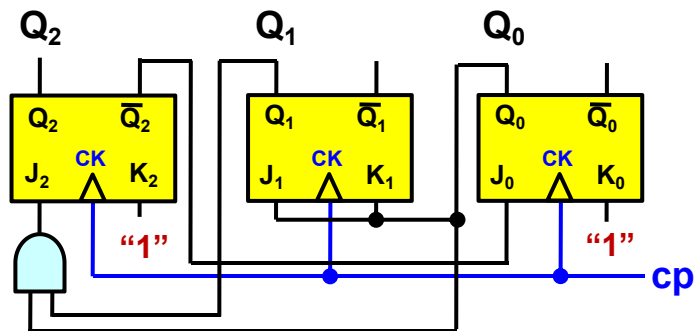 Q₂ Q₁ Q₀
Q₂ Q̅₂ Q₁ Q̅₁ Q₀ Q̅₀
J₂ CK K₂ J₁ CK K₁ J₀ CK K₀
“1” “1”
cp